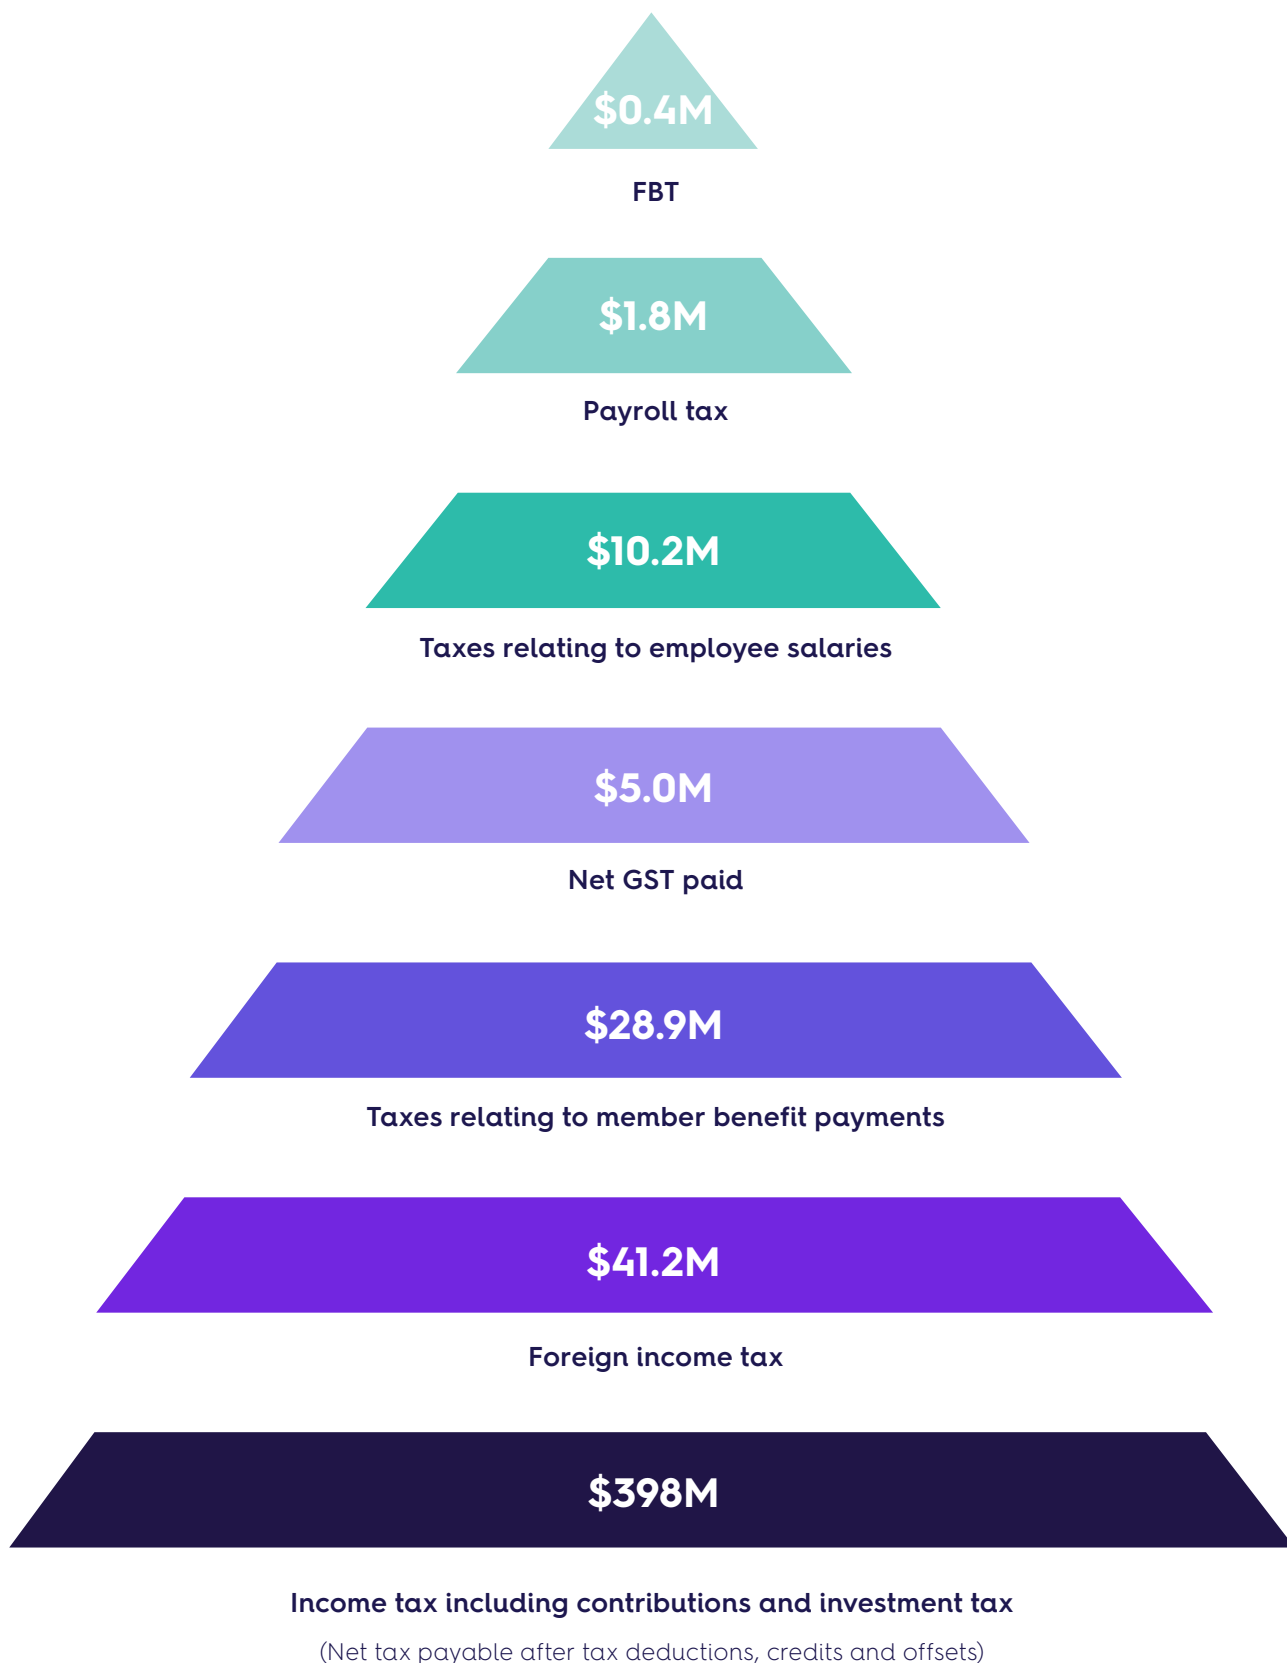 $0.4M
FBT
$1.8M
Payroll tax
$10.2M
Taxes relating to employee salaries
$5.0M
Net GST paid
$28.9M
Taxes relating to member benefit payments
$41.2M
Foreign income tax
$398M
Income tax including contributions and investment tax
(Net tax payable after tax deductions, credits and offsets)